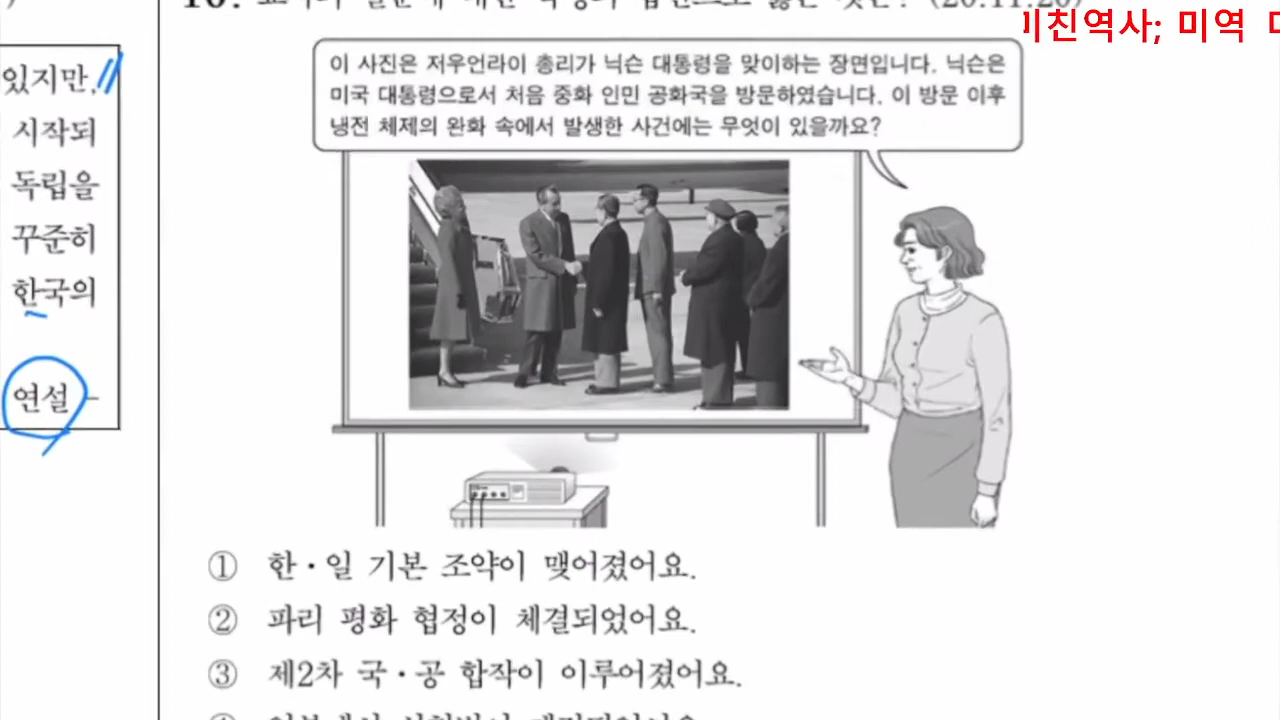 미친역사; 미역
있지만,
시작되
독립을
꾸준히
한국의
연설
이 사진은 저우언라이 총리가 닉슨 대통령을 맞이하는 장면입니다. 닉슨은
미국 대통령으로서 처음 중화 인민 공화국을 방문하였습니다. 이 방문 이후
냉전 체제의 완화 속에서 발생한 사건에는 무엇이 있을까요?
① 한·일 기본 조약이 맺어졌어요.
② 파리 평화 협정이 체결되었어요.
③ 제2차 국·공 합작이 이루어졌어요.